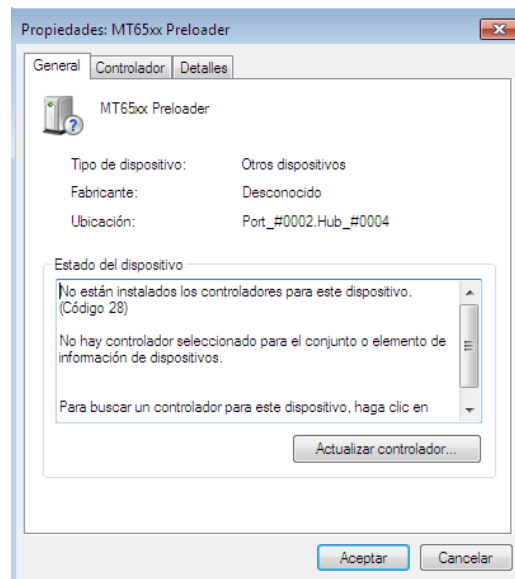 Propiedades: MT65xx Preloader
General Controlador Detalles
MT65xx Preloader
Tipo de dispositivo: Otros dispositivos
Fabricante: Desconocido
Ubicación: Port_#0002.Hub_#0004
Estado del dispositivo
No están instalados los controladores para este dispositivo.
(Código 28)
No hay controlador seleccionado para el conjunto o elemento de
información de dispositivos.
Para buscar un controlador para este dispositivo, haga clic en
Actualizar controlador...
Aceptar Cancelar